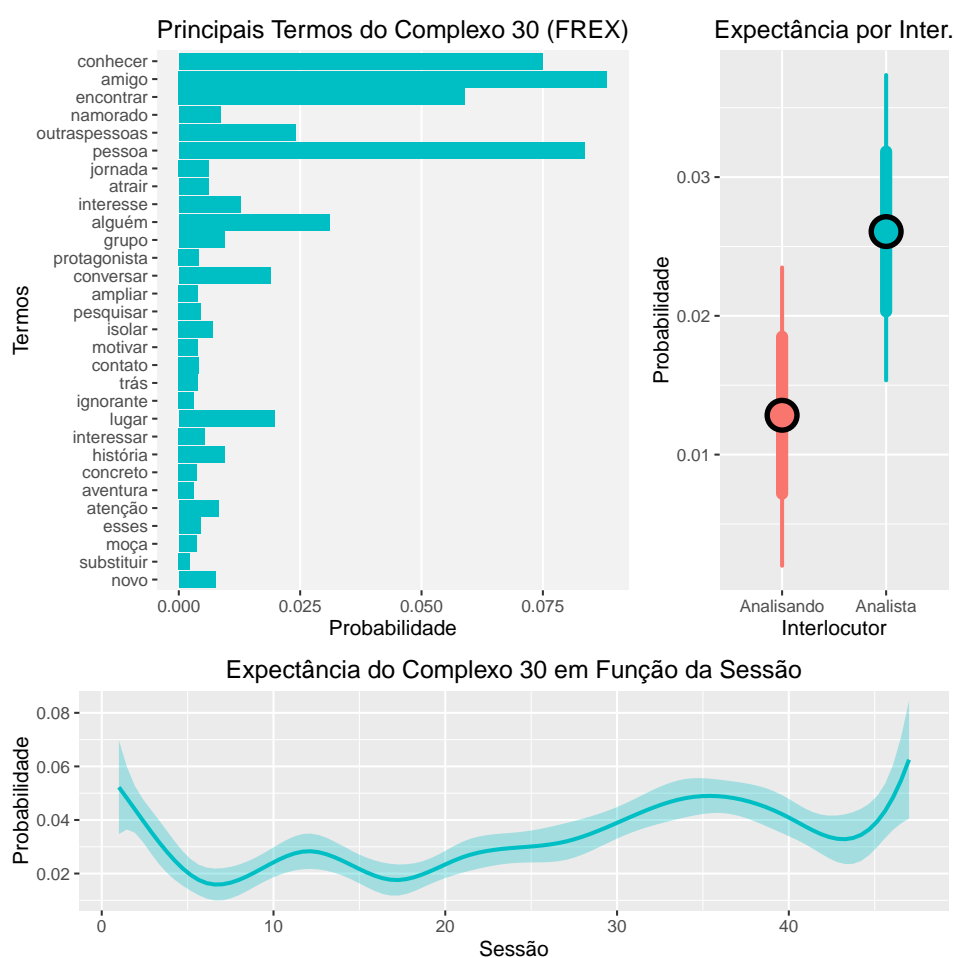 Principais Termos do Complexo 30 (FREX)
Termos
conhecer
amigo
encontrar
namorado
outraspessoas
pessoa
jornada
atrair
interesse
alguém
grupo
protagonista
conversar
ampliar
pesquisar
isolar
motivar
contato
trás
ignorante
lugar
interessar
história
concreto
aventura
atenção
esses
moça
substituir
novo
0.000 0.025 0.050 0.075
Probabilidade
Expectância por Inter.
Probabilidade
0.03
0.02
0.01
Analisando Analista
Interlocutor
Expectância do Complexo 30 em Função da Sessão
Probabilidade
0.08
0.06
0.04
0.02
0 10 20 30 40
Sessão